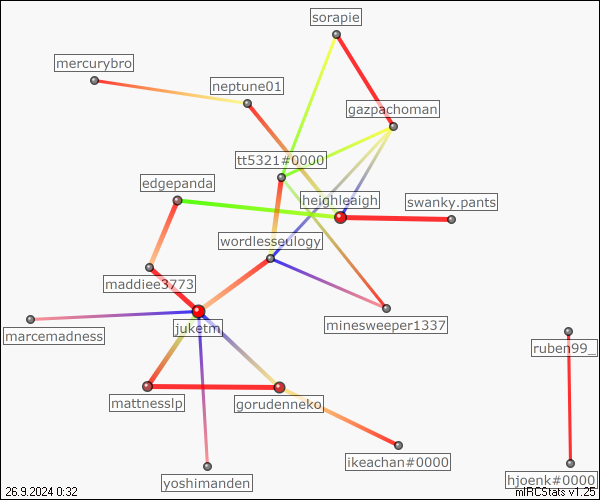 sorapie
mercurybro
neptune01
gazpachoman
tt5321#0000
edgepanda
heighleaigh
swanky.pants
wordlesseulogy
maddiee3773
minesweeper1337
juketm
marcemadness
ruben99_
mattnesslp
gorudenneko
ikeachan#0000
yoshimanden
hjoenk#0000
26.9.2024 0:32
mIRCStats v1.25